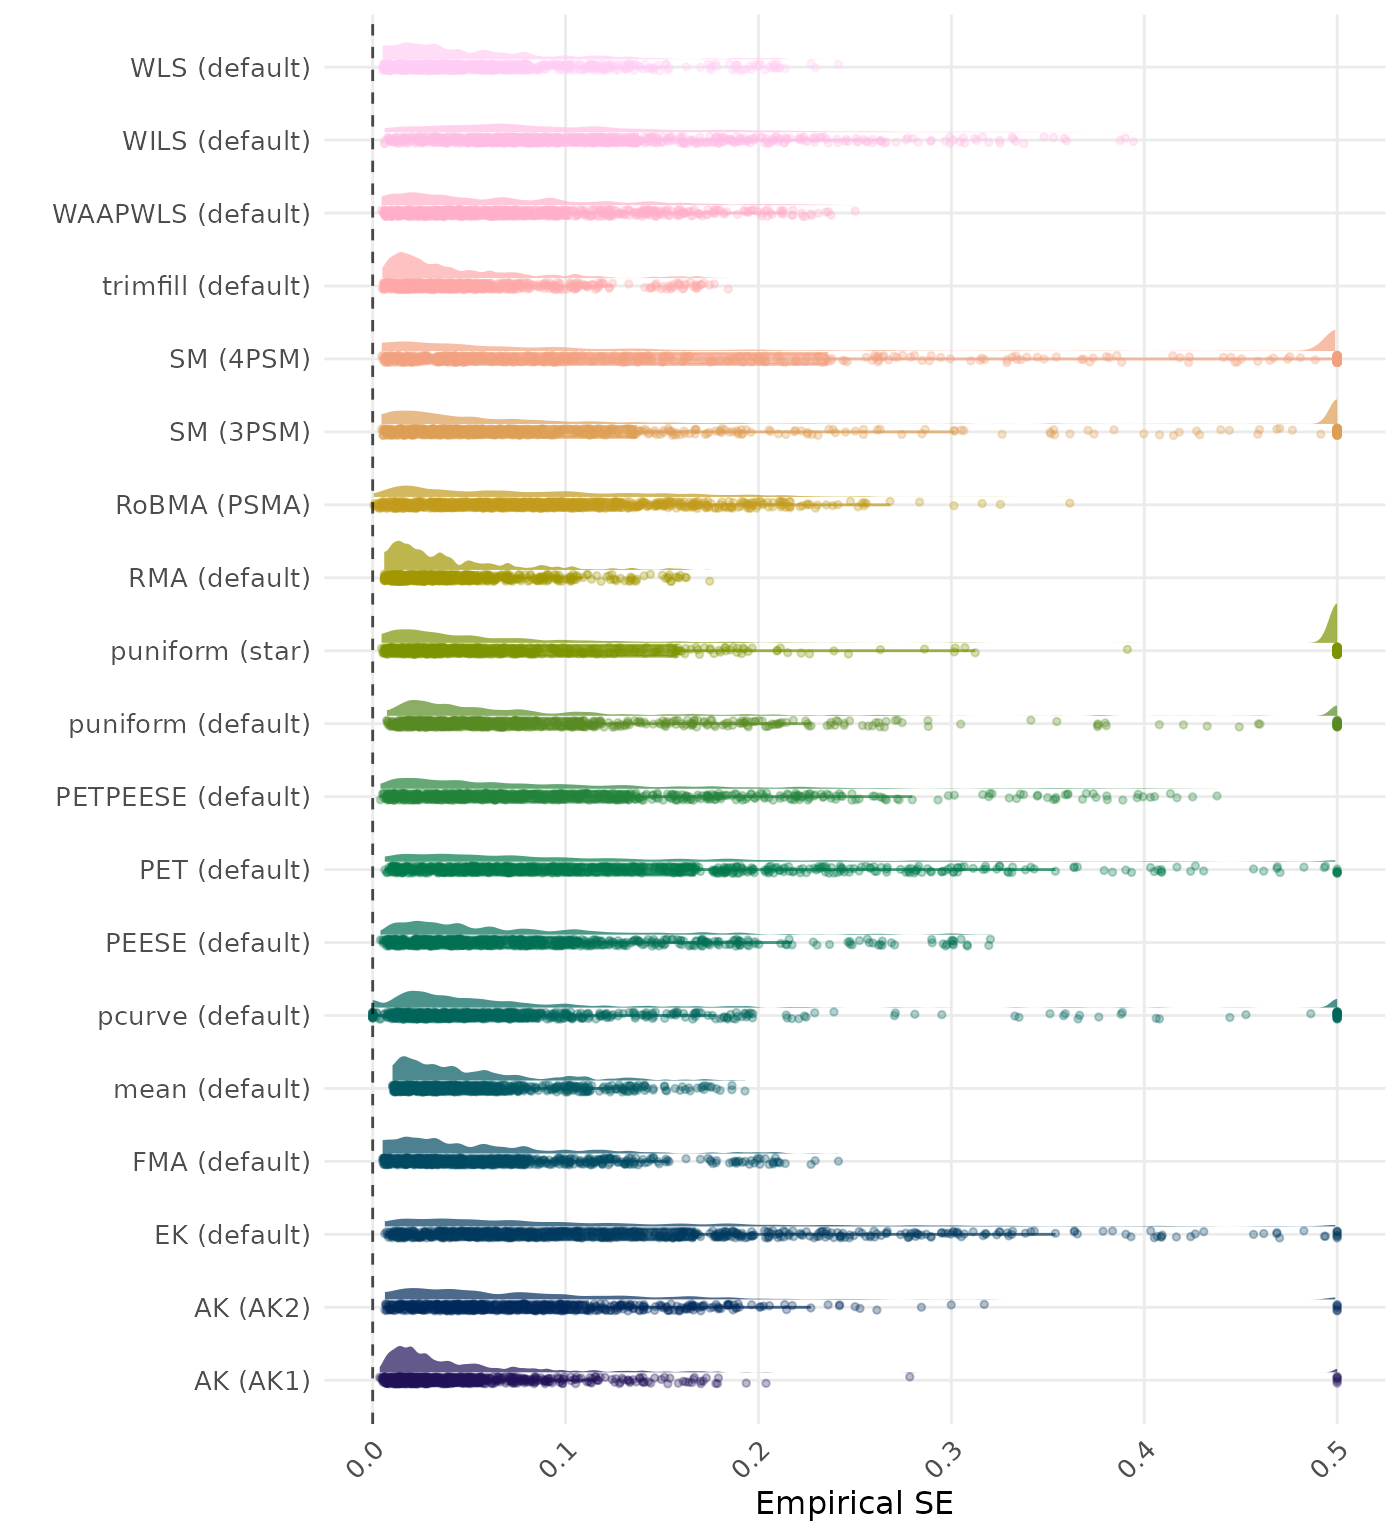 WLS (default)
WILS (default)
WAAPWLS (default)
trimfill (default)
SM (4PSM)
SM (3PSM)
RoBMA (PSMA)
RMA (default)
puniform (star)
puniform (default)
PETPEESE (default)
PET (default)
PEESE (default)
pcurve (default)
mean (default)
FMA (default)
EK (default)
AK (AK2)
AK (AK1)
0.0 0.1 0.2 0.3 0.4 0.5
Empirical SE